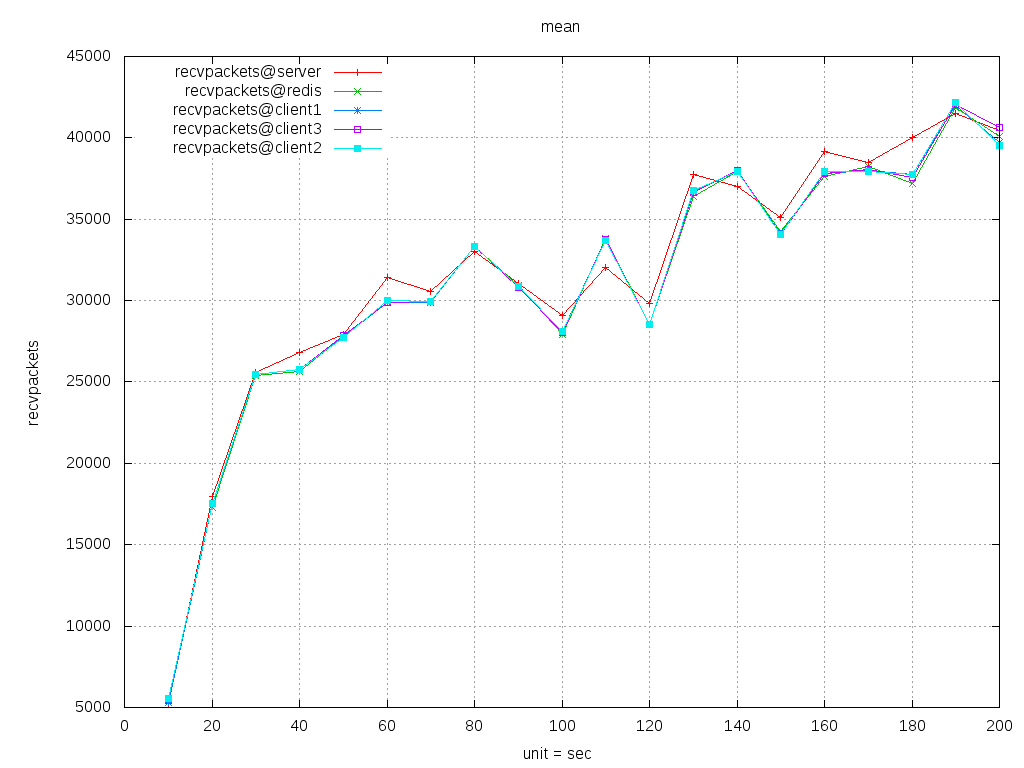 mean
45000
40000
35000
30000
25000
20000
15000
10000
5000
recvpackets
recvpackets@server
recvpackets@redis
recvpackets@client1
recvpackets@client3
recvpackets@client2
0 20 40 60 80 100 120 140 160 180 200
unit = sec